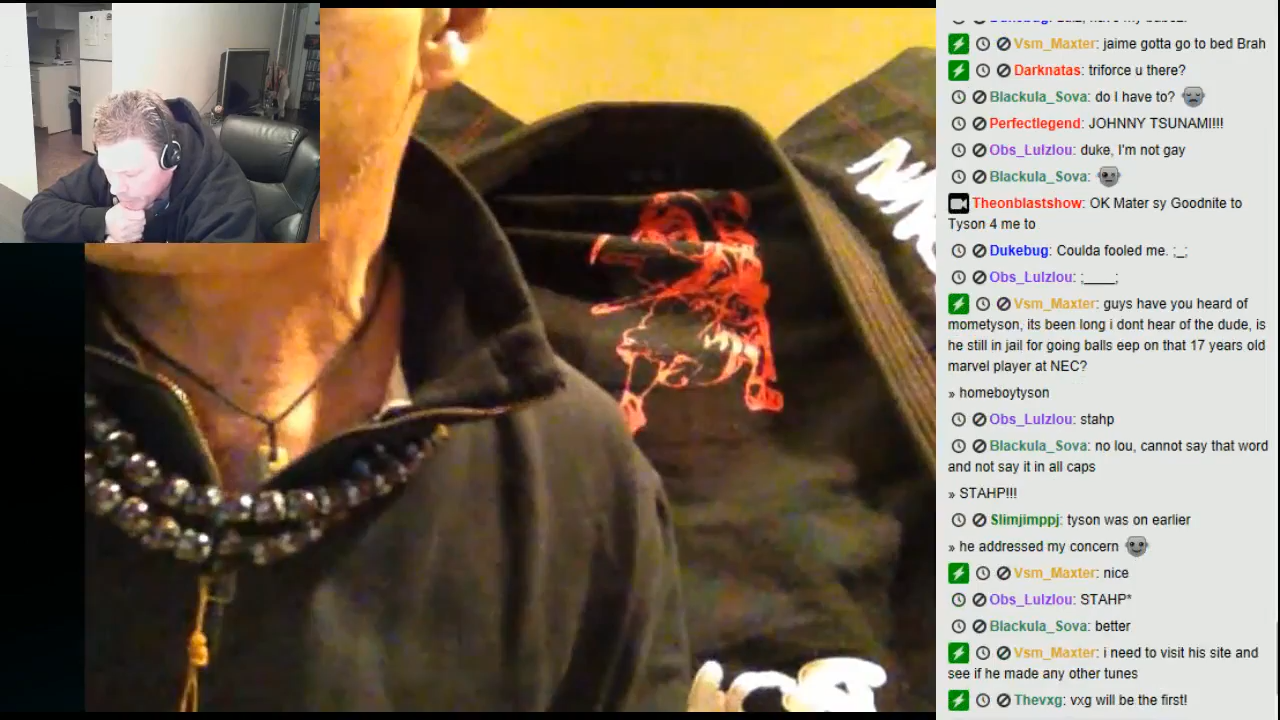 Vsm_Maxter: jaime gotta go to bed Brah
Darknatas: triforce u there?
Blackula_Sova: do I have to?
Perfectlegend: JOHNNY TSUNAMI!!!
Obs_Lulzlou: duke, I'm not gay
Blackula_Sova:
Theonblastshow: OK Mater sy Goodnite to
Tyson 4 me to
Dukebug: Coulda fooled me. ;_;
Obs_Lulzlou: ;____;
Vsm_Maxter: guys have you heard of
mometyson, its been long i dont hear of the dude, is
he still in jail for going balls eep on that 17 years old
marvel player at NEC?
» homeboytyson
Obs_Lulzlou: stahp
Blackula_Sova: no lou, cannot say that word
and not say it in all caps
» STAHP!!!
Slimjimppj: tyson was on earlier
» he addressed my concern
Vsm_Maxter: nice
Obs_Lulzlou: STAHP*
Blackula_Sova: better
Vsm_Maxter: i need to visit his site and
see if he made any other tunes
Thevxg: vxg will be the first!